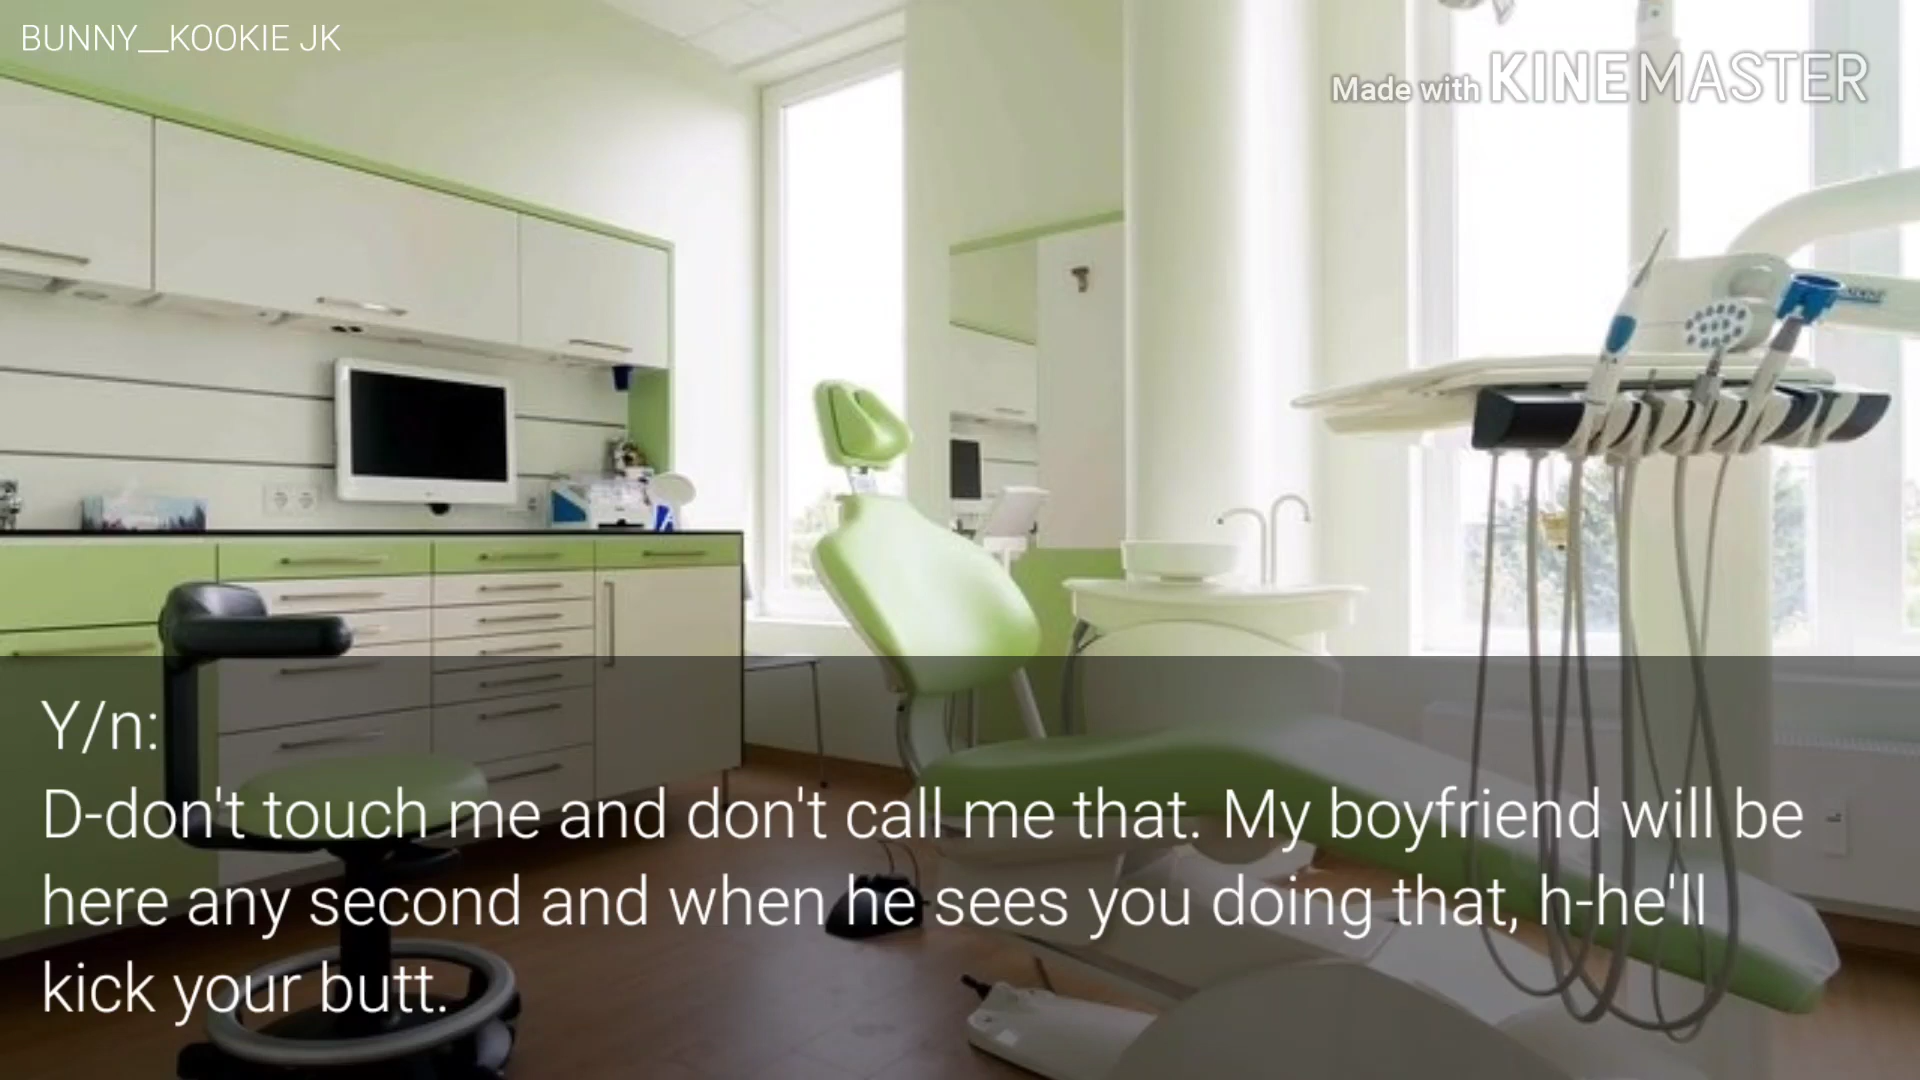 BUNNY__KOOKIE JK
Made with KINEMASTER
Y/n:
D-don't touch me and don't call me that. My boyfriend will be
here any second and when he sees you doing that, h-he'll
kick your butt.